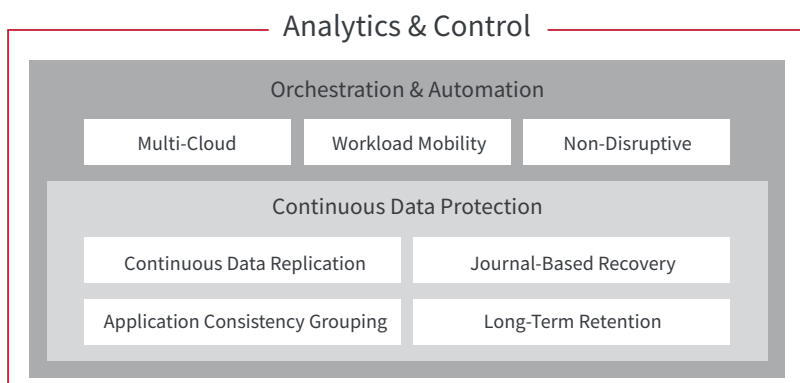 Analytics & Control
Orchestration & Automation
Multi-Cloud
Workload Mobility
Non-Disruptive
Continuous Data Protection
Continuous Data Replication
Journal-Based Recovery
Application Consistency Grouping
Long-Term Retention